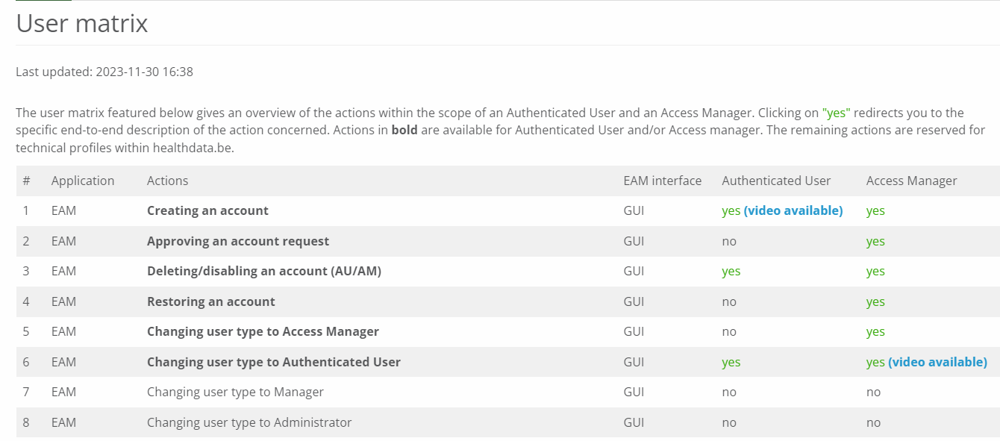 User matrix
Last updated: 2023-11-30 16:38
The user matrix featured below gives an overview of the actions within the scope of an Authenticated User and an Access Manager. Clicking on "yes" redirects you to the
specific end-to-end description of the action concerned. Actions in bold are available for Authenticated User and/or Access manager. The remaining actions are reserved for
technical profiles within healthdata.be.
# Application Actions EAM interface Authenticated User Access Manager
1 EAM Creating an account GUI yes (video available) yes
2 EAM Approving an account request GUI no yes
3 EAM Deleting/disabling an account (AU/AM) GUI yes yes
4 EAM Restoring an account GUI no yes
5 EAM Changing user type to Access Manager GUI no yes
6 EAM Changing user type to Authenticated User GUI yes yes (video available)
7 EAM Changing user type to Manager GUI no no
8 EAM Changing user type to Administrator GUI no no